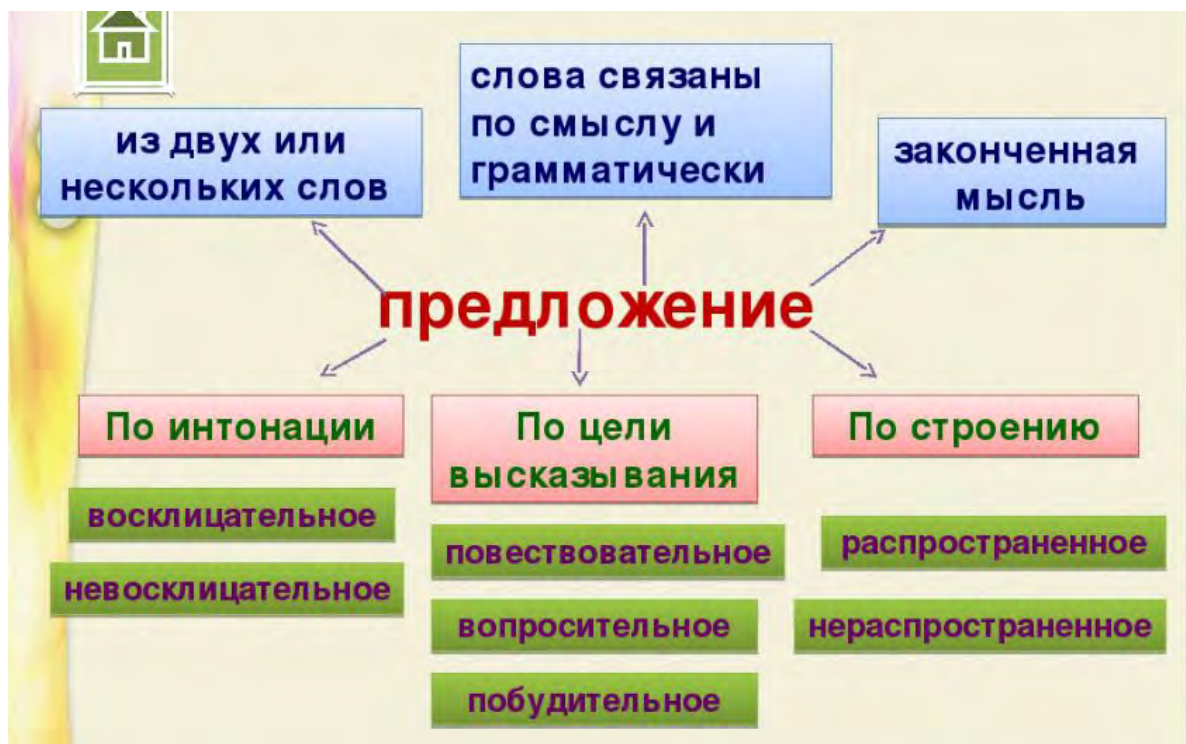 слова связаны
по смыслу и
грамматически
из двух или
нескольких слов
законченная
мысль
предложение
По интонации
восклицательное
невосклицательное
По цели
высказывания
повествовательное
вопросительное
побудительное
По строению
распространенное
нераспространенное